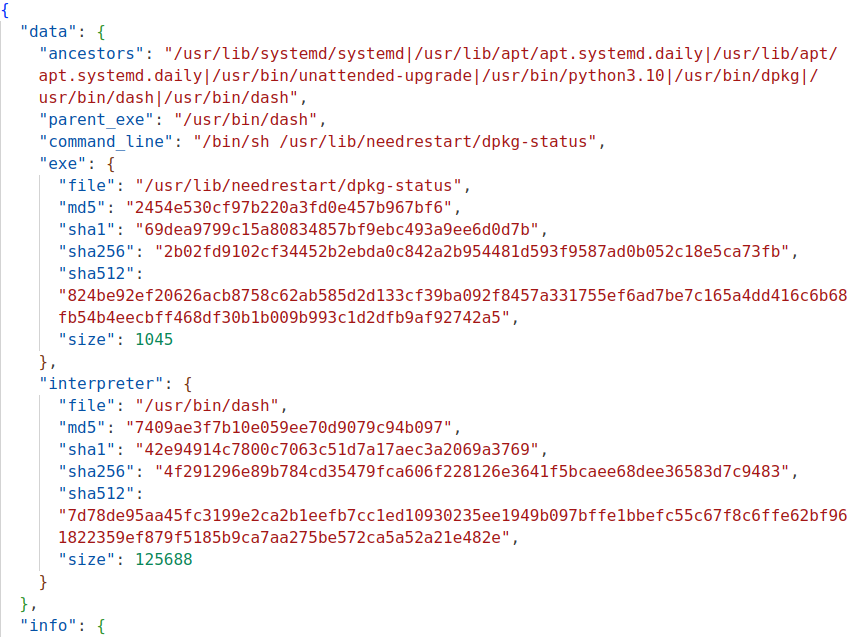 {
"data": {
"ancestors": "/usr/lib/systemd/systemd|/usr/lib/apt/apt.systemd.daily|/usr/lib/apt/
apt.systemd.daily|/usr/bin/unattended-upgrade|/usr/bin/python3.10|/usr/bin/dpkg|/
usr/bin/dash|/usr/bin/dash",
"parent_exe": "/usr/bin/dash",
"command_line": "/bin/sh /usr/lib/needrestart/dpkg-status",
"exe": {
"file": "/usr/lib/needrestart/dpkg-status",
"md5": "2454e530cf97b220a3fd0e457b967bf6",
"sha1": "69dea9799c15a80834857bf9ebc493a9ee6d0d7b",
"sha256": "2b02fd9102cf34452b2ebda0c842a2b954481d593f9587ad0b052c18e5ca73fb",
"sha512":
"824be92ef20626acb8758c62ab585d2d133cf39ba092f8457a331755ef6ad7be7c165a4dd416c6b68
fb54b4eecbff468df30b1b009b993c1d2dfb9af92742a5",
"size": 1045
},
"interpreter": {
"file": "/usr/bin/dash",
"md5": "7409ae3f7b10e059ee70d9079c94b097",
"sha1": "42e94914c7800c7063c51d7a17aec3a2069a3769",
"sha256": "4f291296e89b784cd35479fca606f228126e3641f5bcaee68dee36583d7c9483",
"sha512":
"7d78de95aa45fc3199e2ca2b1eefb7cc1ed10930235ee1949b097bffe1bbefc55c67f8c6ffe62bf96
1822359ef879f5185b9ca7aa275be572ca5a52a21e482e",
"size": 125688
}
},
"info": {